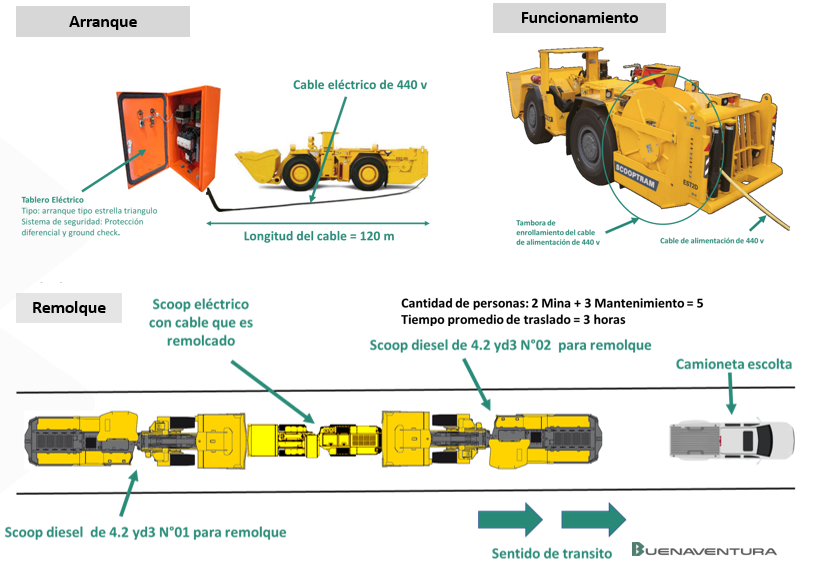 Arranque
Funcionamiento
Cable eléctrico de 440 v
Tablero Eléctrico
Tipo: arranque tipo estrella triangulo
Sistema de seguridad: Protección
diferencial y ground check.
Longitud del cable = 120 m
SCOOPTRAM
EST2D
Tambora de
enrollamiento del cable
de alimentación de 440 v
Cable de alimentación de 440 v
Remolque
Scoop eléctrico
con cable que es
remolcado
Cantidad de personas: 2 Mina + 3 Mantenimiento = 5
Tiempo promedio de traslado = 3 horas
Scoop diesel de 4.2 yd3 N°02 para remolque
Camioneta escolta
Scoop diesel de 4.2 yd3 N°01 para remolque
Sentido de transito
BUENAVENTURA